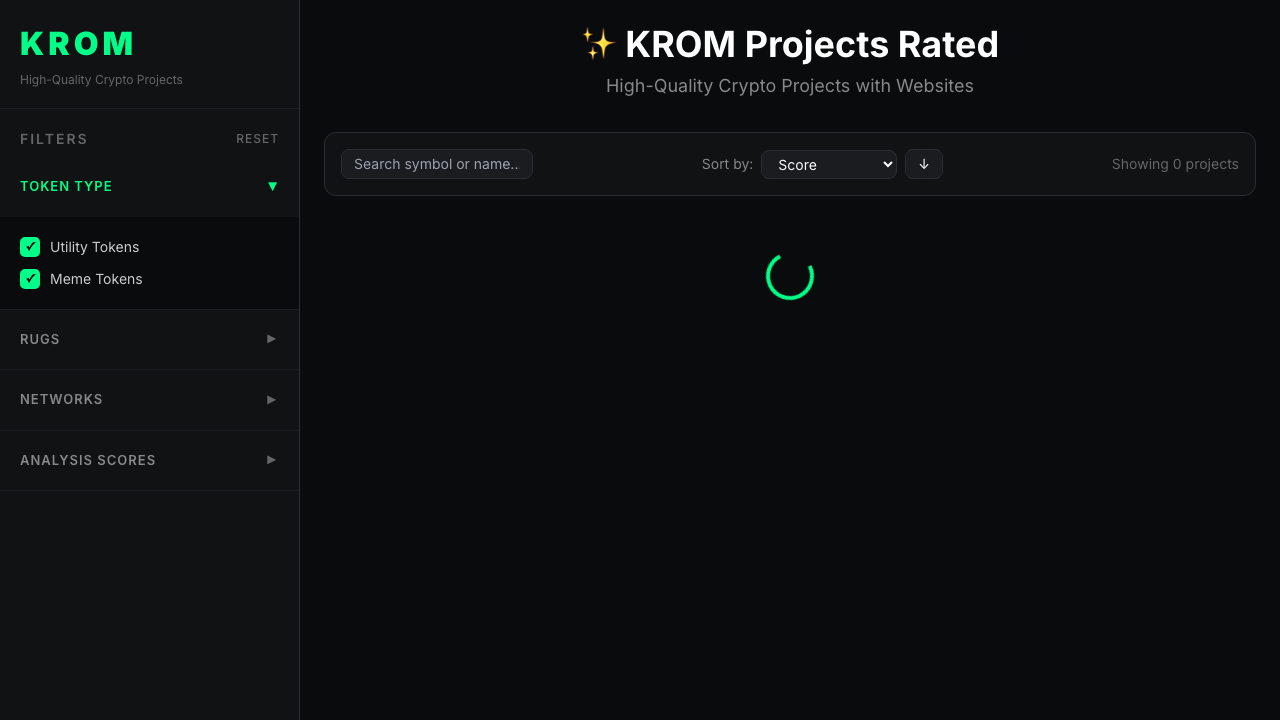 KROM
High-Quality Crypto Projects
FILTERS
RESET
TOKEN TYPE ▼
✓ Utility Tokens
✓ Meme Tokens
RUGS ▶
NETWORKS ▶
ANALYSIS SCORES ▶
✨ KROM Projects Rated
High-Quality Crypto Projects with Websites
Search symbol or name..
Sort by: Score ↓
Showing 0 projects